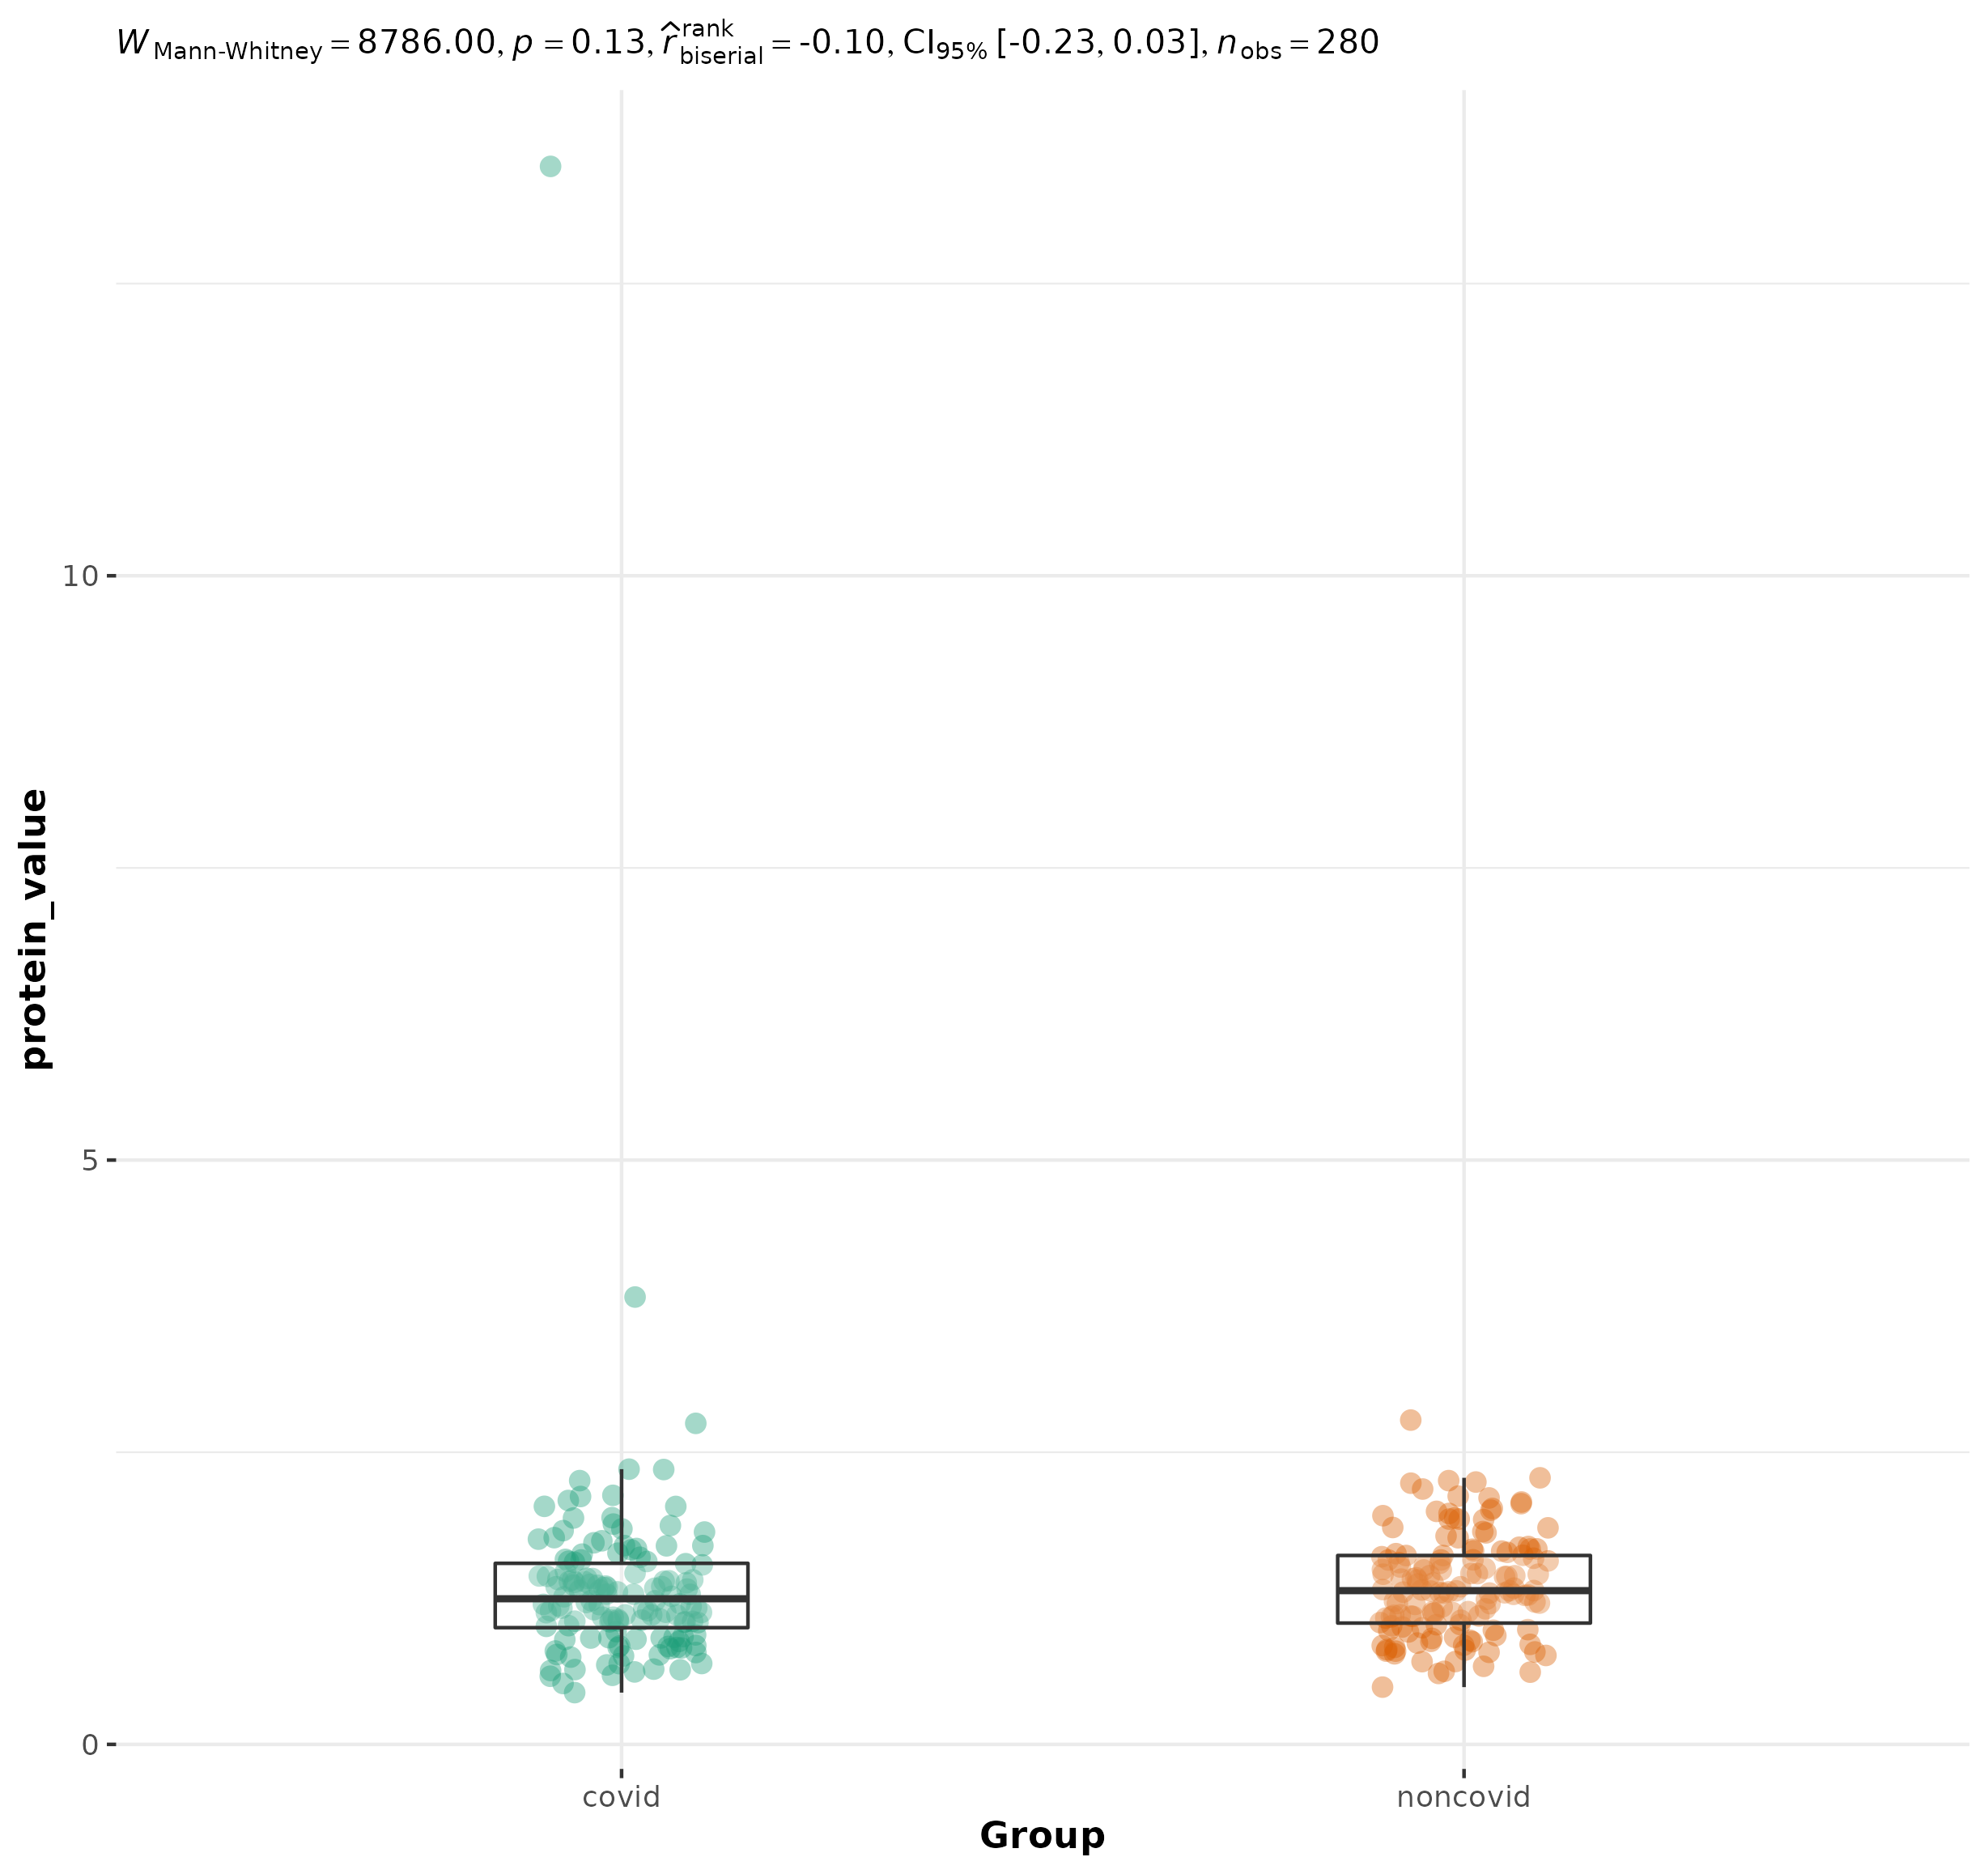 W Mann-Whitney = 8786.00, p = 0.13, r̂ rank biserial = -0.10, CI95% [-0.23, 0.03], n obs = 280
protein_value
10
5
0
covid noncovid
Group